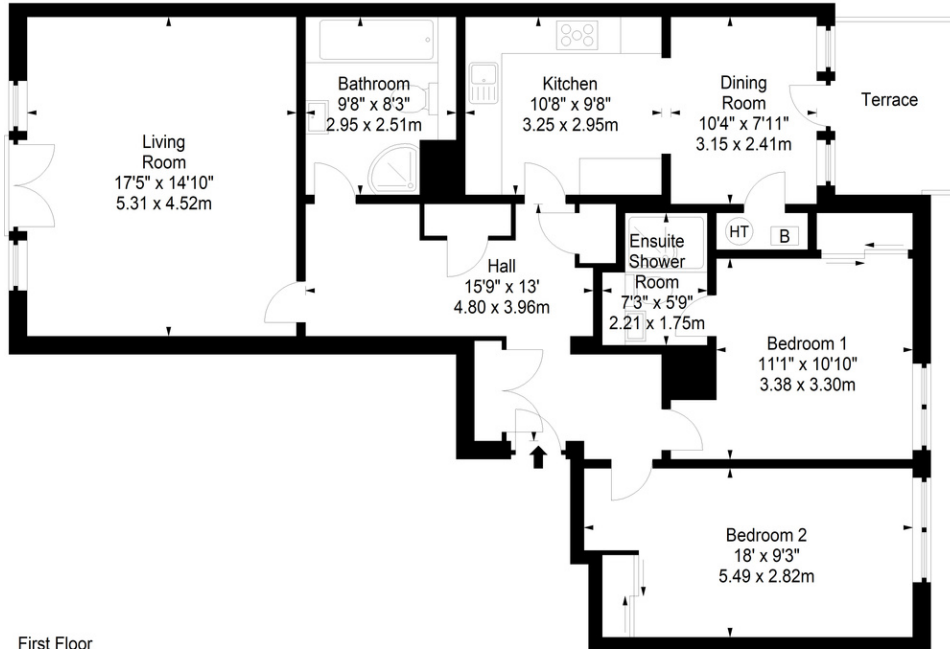 Living
Room
17'5" x 14'10"
5.31 x 4.52m
Bathroom
9'8" x 8'3"
2.95 x 2.51m
Kitchen
10'8" x 9'8"
3.25 x 2.95m
Dining
Room
10'4" x 7'11"
3.15 x 2.41m
Terrace
Hall
15'9" x 13'
4.80 x 3.96m
Ensuite
Shower
Room
7'3" x 5'9"
2.21 x 1.75m
HT
B
Bedroom 1
11'1" x 10'10"
3.38 x 3.30m
Bedroom 2
18' x 9'3"
5.49 x 2.82m
First Floor